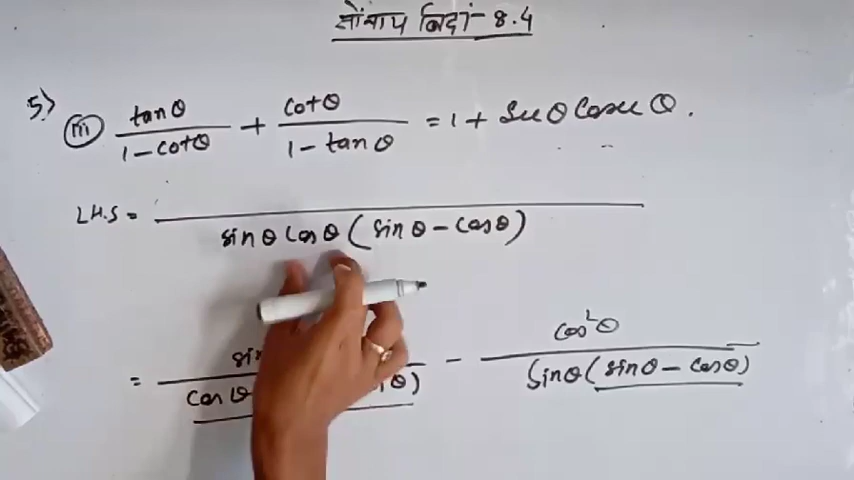 8.4
5) (iii) tanθ / 1 - cotθ + cotθ / 1 - tanθ = 1 + Secθ Cosecθ.
L.H.S = / sinθ cosθ (sinθ - cosθ)
= sin / cosθ θ) - cos²θ / sinθ (sinθ - cosθ)